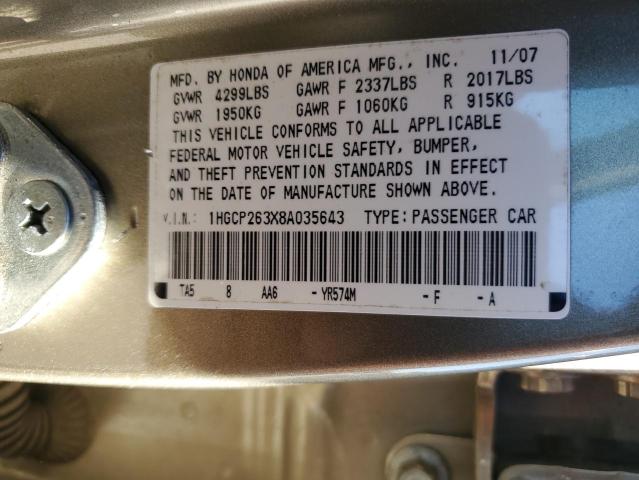 MFD. BY HONDA OF AMERICA MFG., INC. 11/07
GVWR 4299LBS GAWR F 2337LBS R 2017LBS
GVWR 1950KG GAWR F 1060KG R 915KG
THIS VEHICLE CONFORMS TO ALL APPLICABLE
FEDERAL MOTOR VEHICLE SAFETY, BUMPER,
AND THEFT PREVENTION STANDARDS IN EFFECT
ON THE DATE OF MANUFACTURE SHOWN ABOVE.
V.I.N: 1HGCP263X8A035643 TYPE: PASSENGER CAR
TA5 8 AA6 -YR574M -F -A